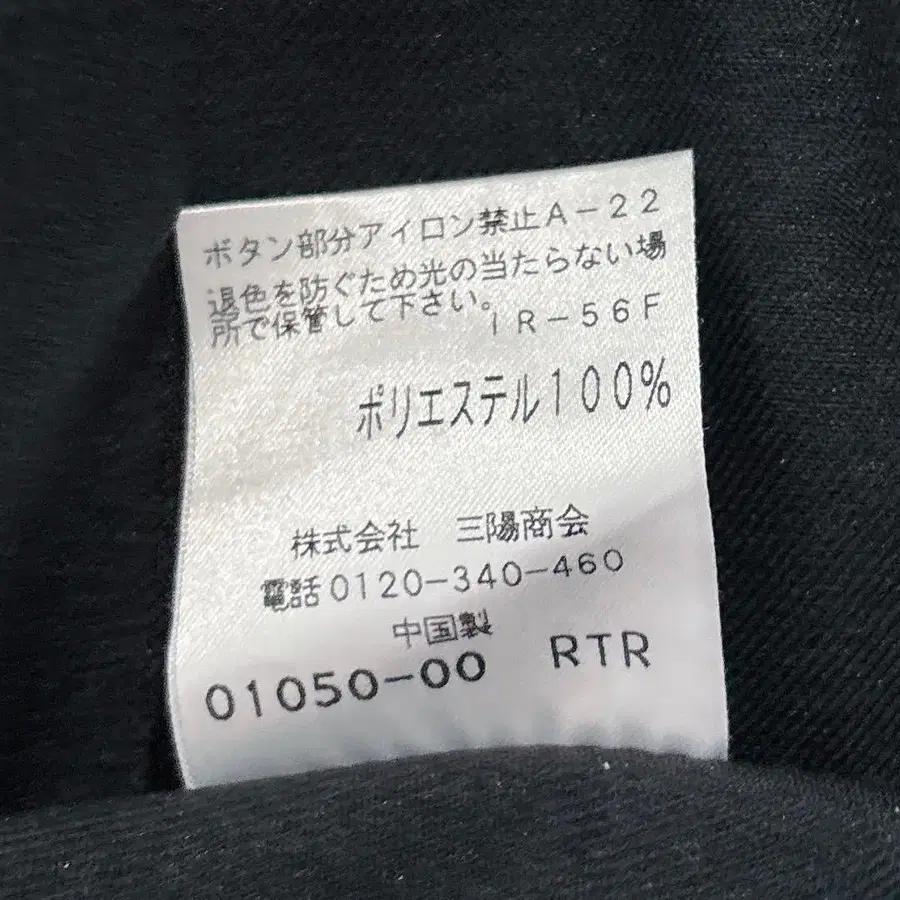 ボタン部分アイロン禁止A-22
退色を防ぐため光の当たらない場
所で保管して下さい。 IR-56F
ポリエステル100%
株式会社 三陽商会
電話0120-340-460
中国製
01050-00 RTR